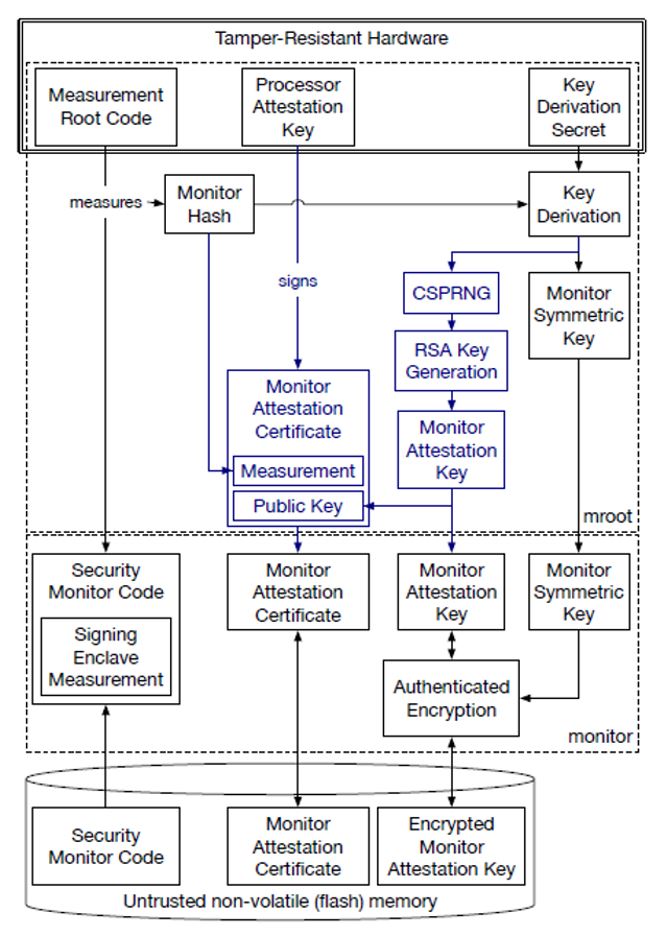 Tamper-Resistant Hardware
Measurement
Root Code
Processor
Attestation
Key
Key
Derivation
Secret
measures
Monitor
Hash
Key
Derivation
signs
CSPRNG
Monitor
Symmetric
Key
RSA Key
Generation
Monitor
Attestation
Certificate
Measurement
Public Key
Monitor
Attestation
Key
mroot
Security
Monitor Code
Signing
Enclave
Measurement
Monitor
Attestation
Certificate
Monitor
Attestation
Key
Monitor
Symmetric
Key
Authenticated
Encryption
monitor
Security
Monitor Code
Monitor
Attestation
Certificate
Encrypted
Monitor
Attestation Key
Untrusted non-volatile (flash) memory